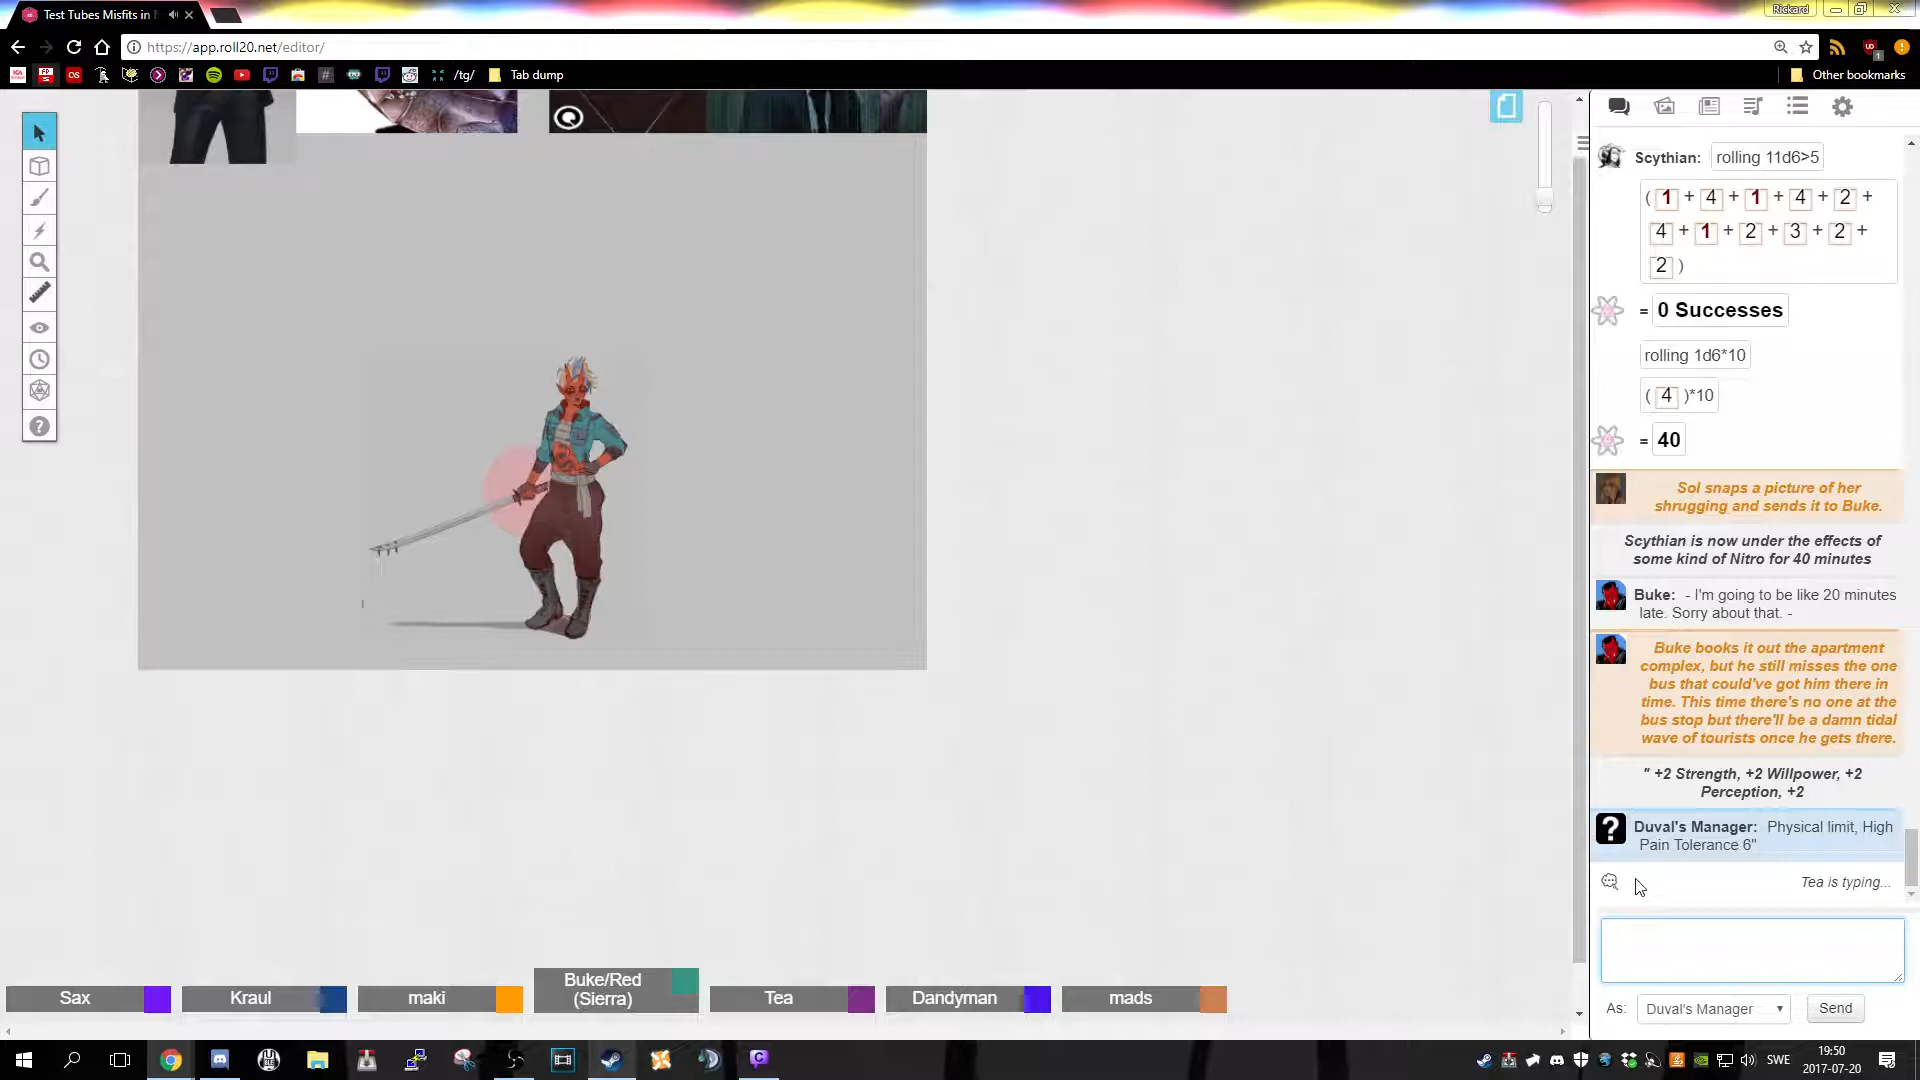 Test Tubes Misfits in
Rickard
https://app.roll20.net/editor/
/tg/
Tab dump
Other bookmarks
Scythian: rolling 11d6>5
( 1 + 4 + 1 + 4 + 2 +
4 + 1 + 2 + 3 + 2 +
2 )
= 0 Successes
rolling 1d6*10
( 4 )*10
= 40
Sol snaps a picture of her
shrugging and sends it to Buke.
Scythian is now under the effects of
some kind of Nitro for 40 minutes
Buke: - I'm going to be like 20 minutes
late. Sorry about that. -
Buke books it out the apartment
complex, but he still misses the one
bus that could've got him there in
time. This time there's no one at the
bus stop but there'll be a damn tidal
wave of tourists once he gets there.
" +2 Strength, +2 Willpower, +2
Perception, +2
Duval's Manager: Physical limit, High
Pain Tolerance 6"
Tea is typing...
As: Duval's Manager Send
Sax
Kraul
maki
Buke/Red
(Sierra)
Tea
Dandyman
mads
SWE
19:50
2017-07-20